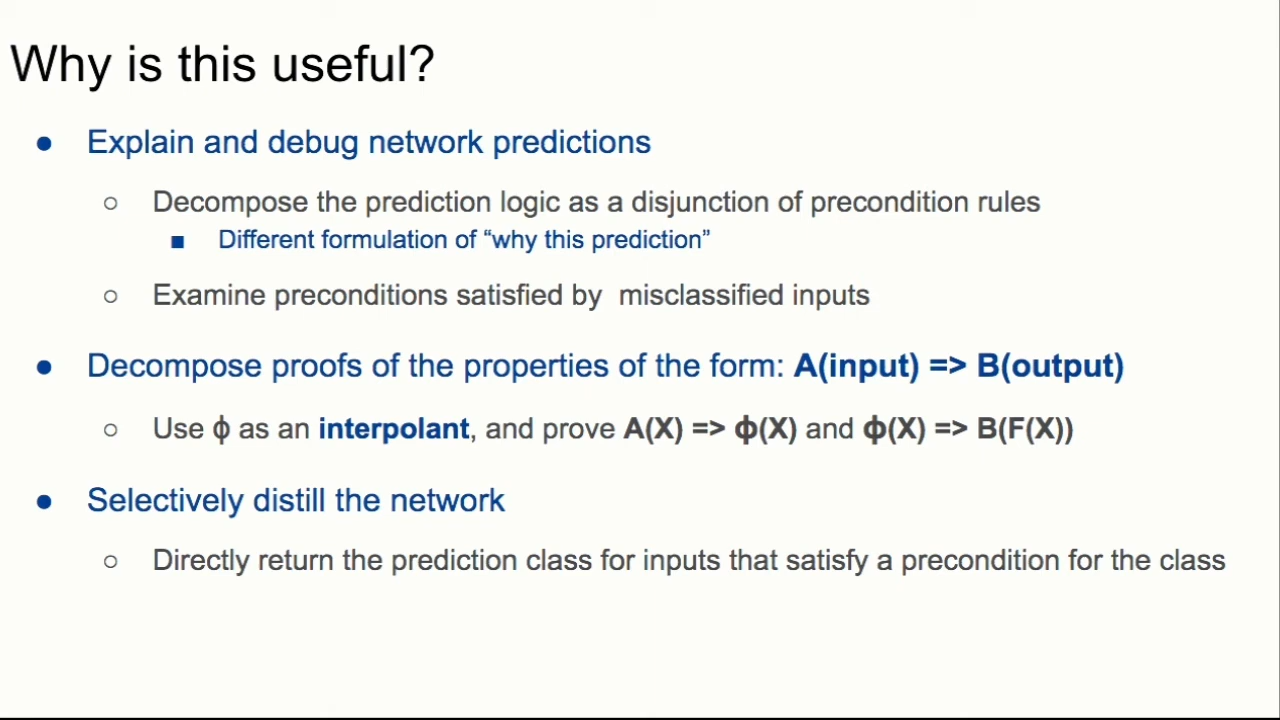 Why is this useful?
● Explain and debug network predictions
○ Decompose the prediction logic as a disjunction of precondition rules
■ Different formulation of “why this prediction”
○ Examine preconditions satisfied by  misclassified inputs
● Decompose proofs of the properties of the form: A(input) => B(output)
○ Use ϕ as an interpolant, and prove A(X) => ϕ(X) and ϕ(X) => B(F(X))
● Selectively distill the network
○ Directly return the prediction class for inputs that satisfy a precondition for the class